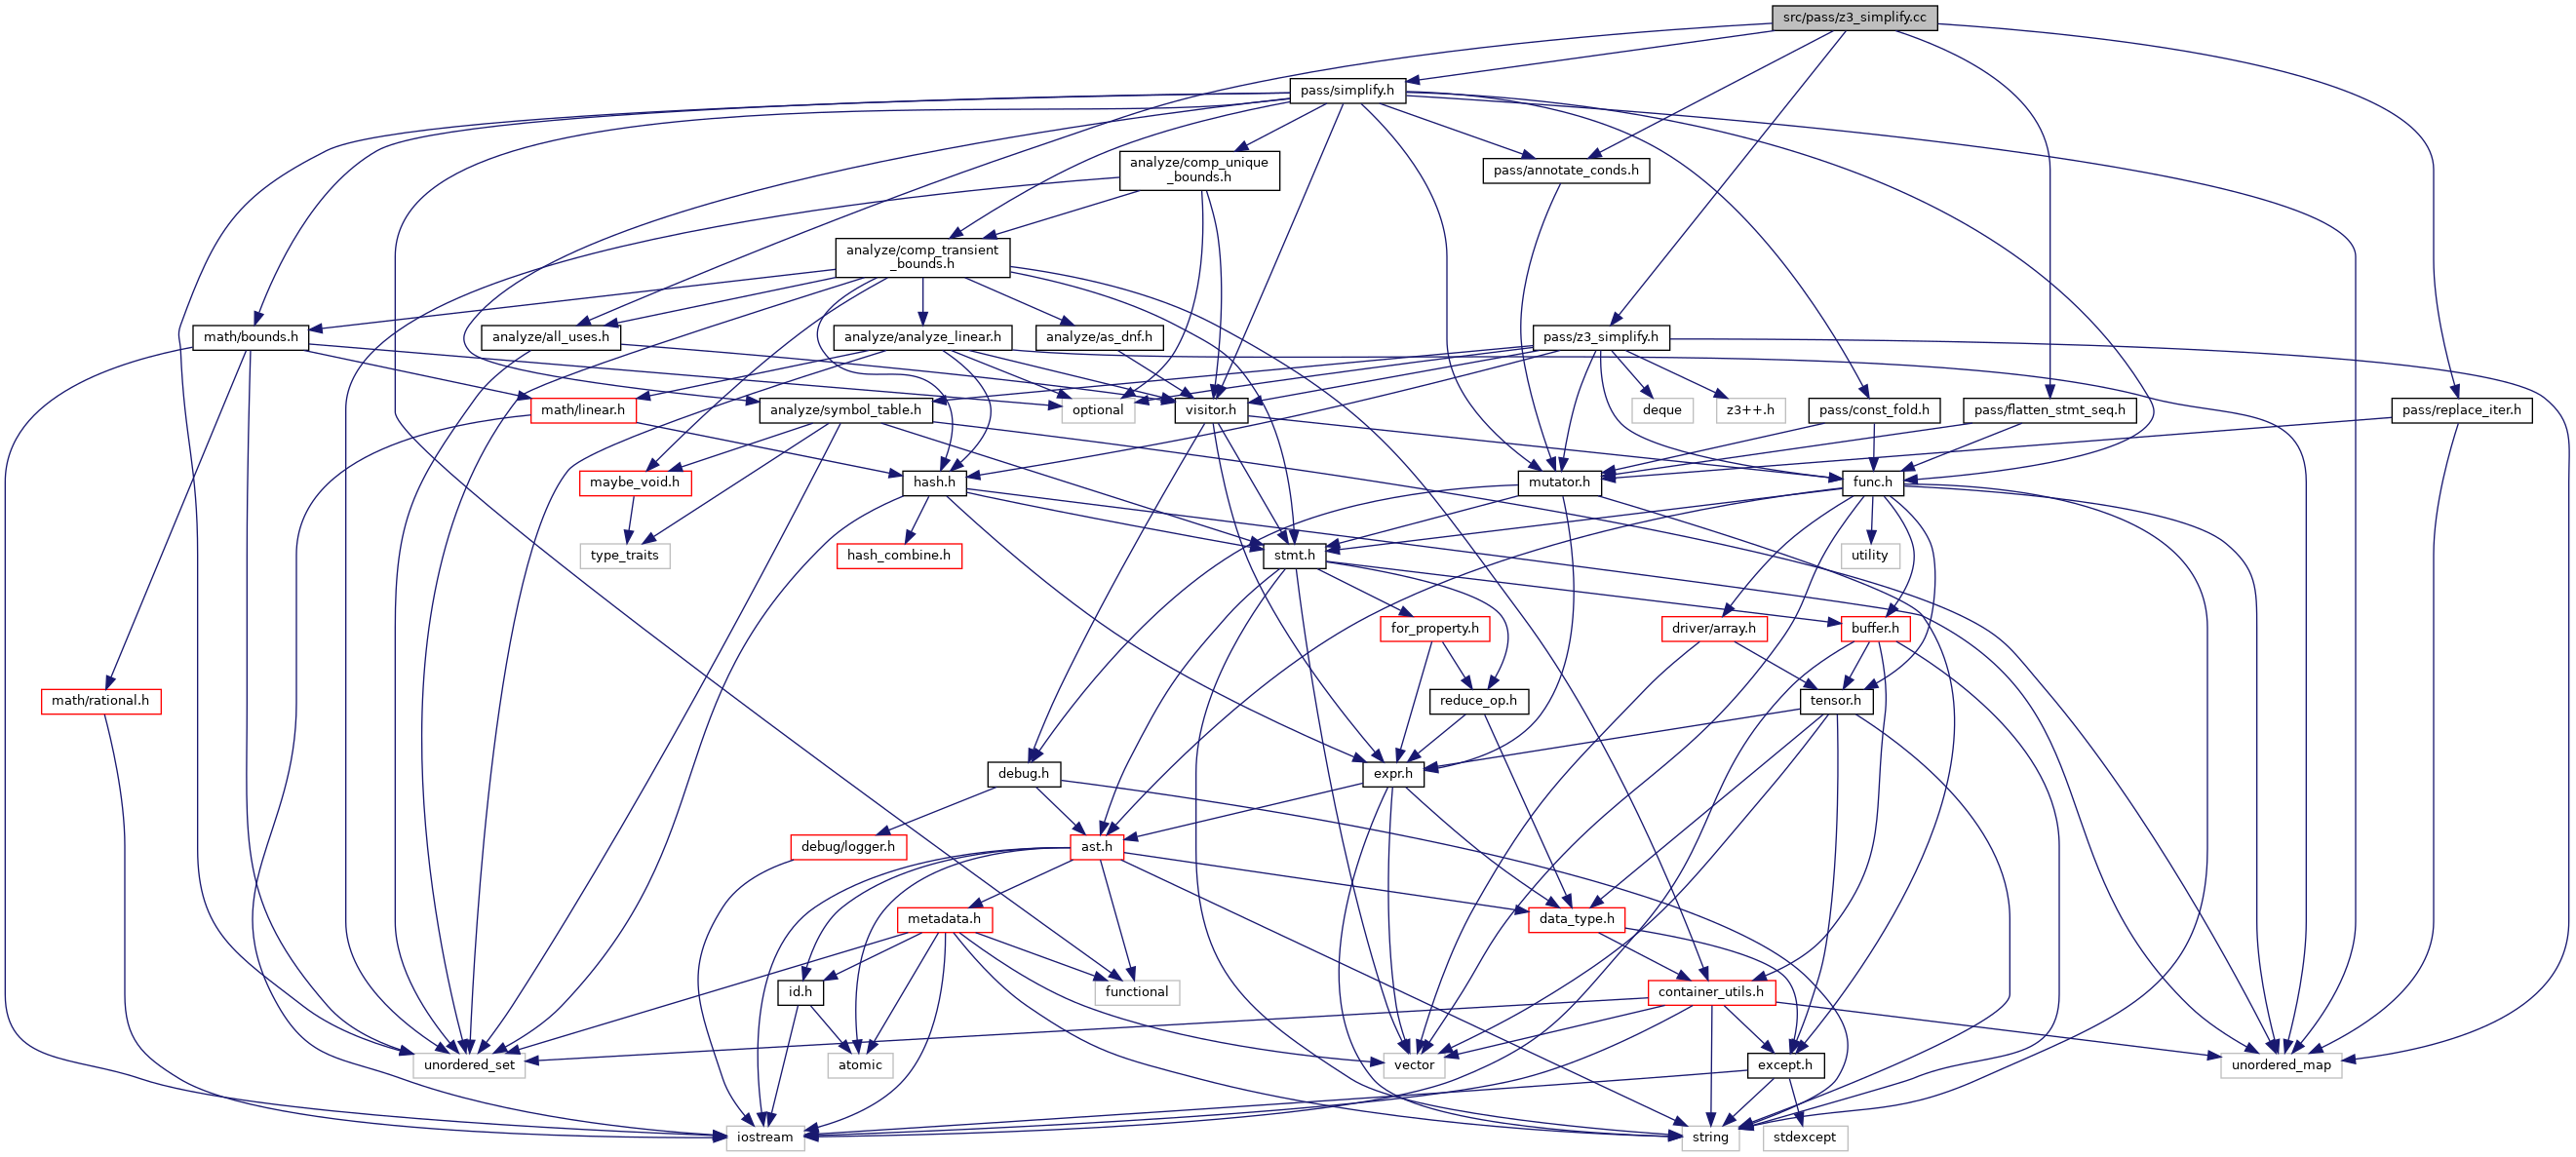 src/pass/z3_simplify.cc
pass/simplify.h
analyze/comp_unique
_bounds.h
pass/annotate_conds.h
analyze/comp_transient
_bounds.h
math/bounds.h
analyze/all_uses.h
analyze/analyze_linear.h
analyze/as_dnf.h
pass/z3_simplify.h
math/linear.h
analyze/symbol_table.h
optional
visitor.h
deque
z3++.h
pass/const_fold.h
pass/flatten_stmt_seq.h
pass/replace_iter.h
maybe_void.h
hash.h
mutator.h
func.h
type_traits
hash_combine.h
stmt.h
utility
for_property.h
driver/array.h
buffer.h
math/rational.h
reduce_op.h
tensor.h
debug.h
expr.h
debug/logger.h
ast.h
metadata.h
data_type.h
id.h
functional
container_utils.h
unordered_set
atomic
vector
except.h
unordered_map
iostream
string
stdexcept